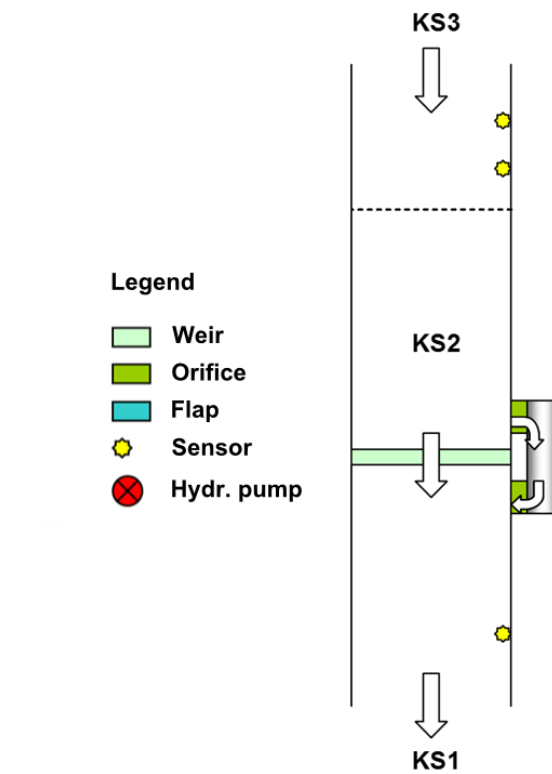 KS3
Legend
Weir
KS2
Orifice
Flap
Sensor
Hydr. pump
KS1